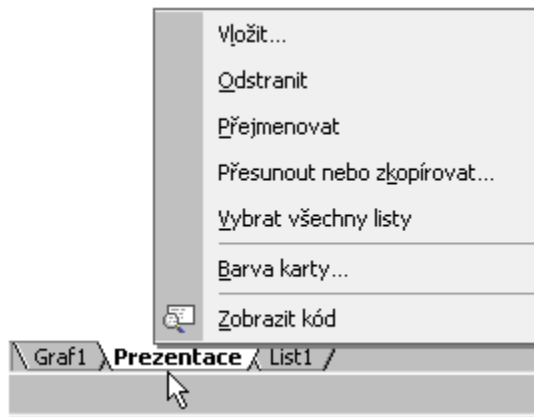 Vložit...
Odstranit
Přejmenovat
Přesunout nebo zkopírovat...
Vybrat všechny listy
Barva karty...
Zobrazit kód
Graf1 Prezentace List1